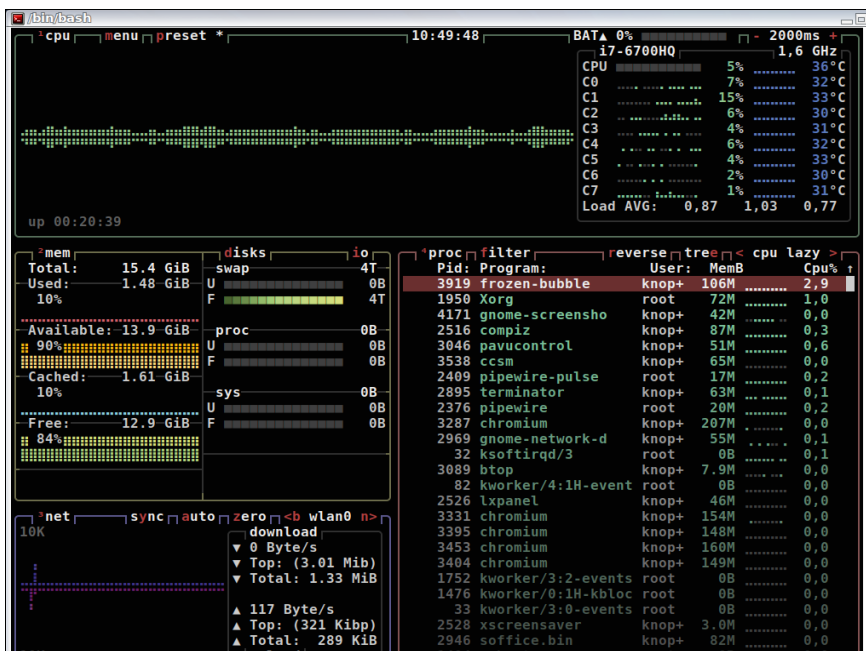 /bin/bash
¹cpu menu preset * 10:49:48 BAT▲ 0% - 2000ms +
i7-6700HQ 1,6 GHz
CPU 5% 36°C
C0 7% 32°C
C1 15% 33°C
C2 6% 30°C
C3 4% 31°C
C4 6% 32°C
C5 4% 33°C
C6 2% 30°C
C7 1% 31°C
Load AVG: 0,87 1,03 0,77
up 00:20:39
²mem
Total: 15.4 GiB
Used: 1.48 GiB
10%
Available: 13.9 GiB
90%
Cached: 1.61 GiB
10%
Free: 12.9 GiB
84%
disks io
swap 4T
U 0B
F 4T
proc 0B
U 0B
F 0B
sys 0B
U 0B
F 0B
³net sync auto zero <b wlan0 n>
10K
download
▼ 0 Byte/s
▼ Top: (3.01 Mib)
▼ Total: 1.33 MiB
▲ 117 Byte/s
▲ Top: (321 Kibp)
▲ Total: 289 KiB
⁴proc filter reverse tree < cpu lazy >
Pid: Program: User: MemB Cpu% ↑
3919 frozen-bubble knop+ 106M 2,9
1950 Xorg root 72M 1,0
4171 gnome-screensho knop+ 42M 0,0
2516 compiz knop+ 87M 0,3
3046 pavucontrol knop+ 51M 0,6
3538 ccsm knop+ 65M 0,0
2409 pipewire-pulse root 17M 0,2
2895 terminator knop+ 63M 0,1
2376 pipewire root 20M 0,2
3287 chromium knop+ 207M 0,0
2969 gnome-network-d knop+ 55M 0,1
32 ksoftirqd/3 root 0B 0,1
3089 btop knop+ 7.9M 0,0
82 kworker/4:1H-event root 0B 0,0
2526 lxpanel knop+ 46M 0,0
3331 chromium knop+ 154M 0,0
3395 chromium knop+ 148M 0,0
3453 chromium knop+ 160M 0,0
3404 chromium knop+ 149M 0,0
1752 kworker/3:2-events root 0B 0,0
1476 kworker/0:1H-kbloc root 0B 0,0
33 kworker/3:0-events root 0B 0,0
2528 xscreensaver knop+ 3.0M 0,0
2946 soffice.bin knop+ 82M 0,0